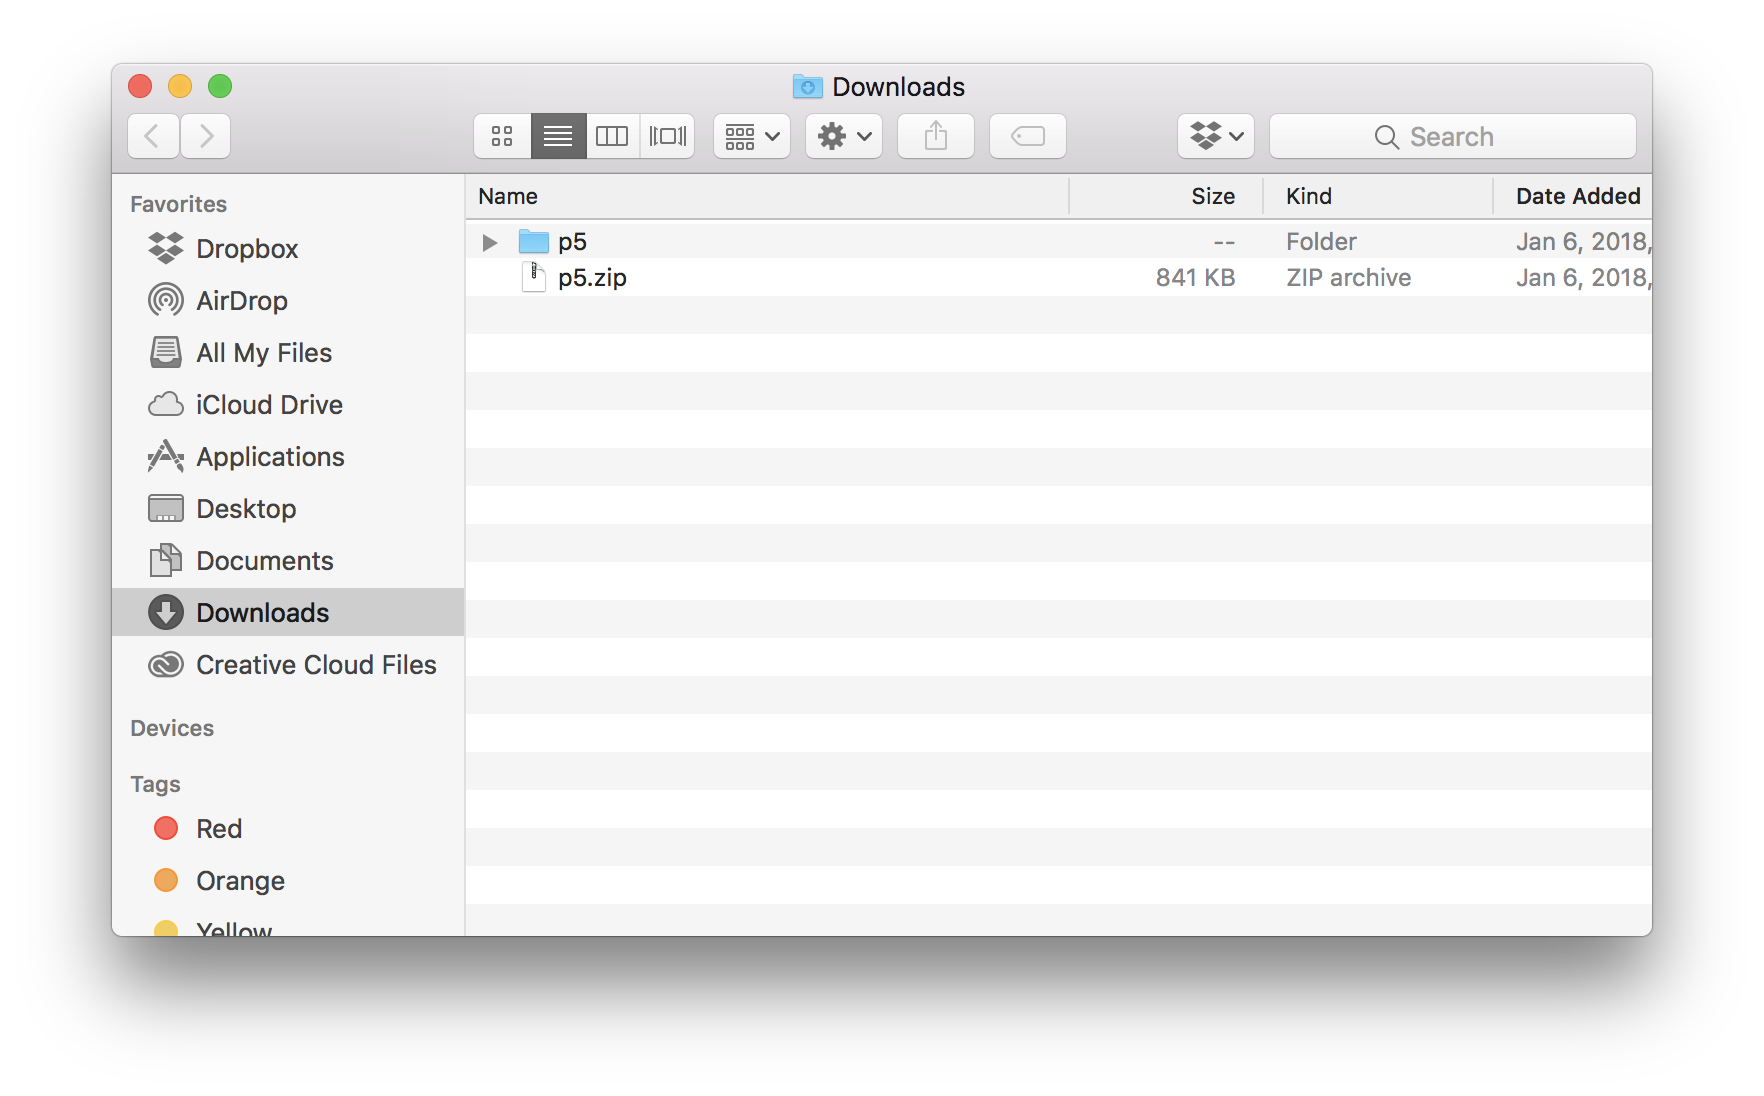 Downloads
Search
Favorites
Dropbox
AirDrop
All My Files
iCloud Drive
Applications
Desktop
Documents
Downloads
Creative Cloud Files
Devices
Tags
Red
Orange
Yellow
Name Size Kind Date Added
p5 -- Folder Jan 6, 2018,
p5.zip 841 KB ZIP archive Jan 6, 2018,